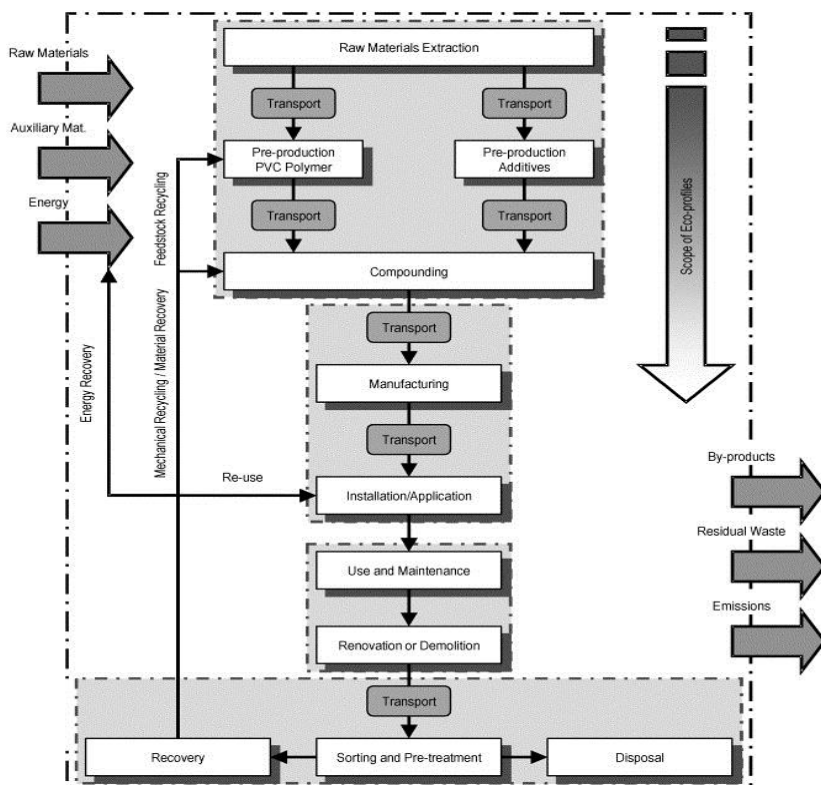 Raw Materials Extraction
Raw Materials
Transport
Transport
Auxiliary Mat.
Pre-production
PVC Polymer
Pre-production
Additives
Energy
Transport
Transport
Feedstock Recycling
Scope of Eco-profiles
Compounding
Transport
Energy Recovery
Mechanical Recycling / Material Recovery
Manufacturing
Transport
By-products
Re-use
Installation/Application
Residual Waste
Use and Maintenance
Emissions
Renovation or Demolition
Transport
Recovery
Sorting and Pre-treatment
Disposal